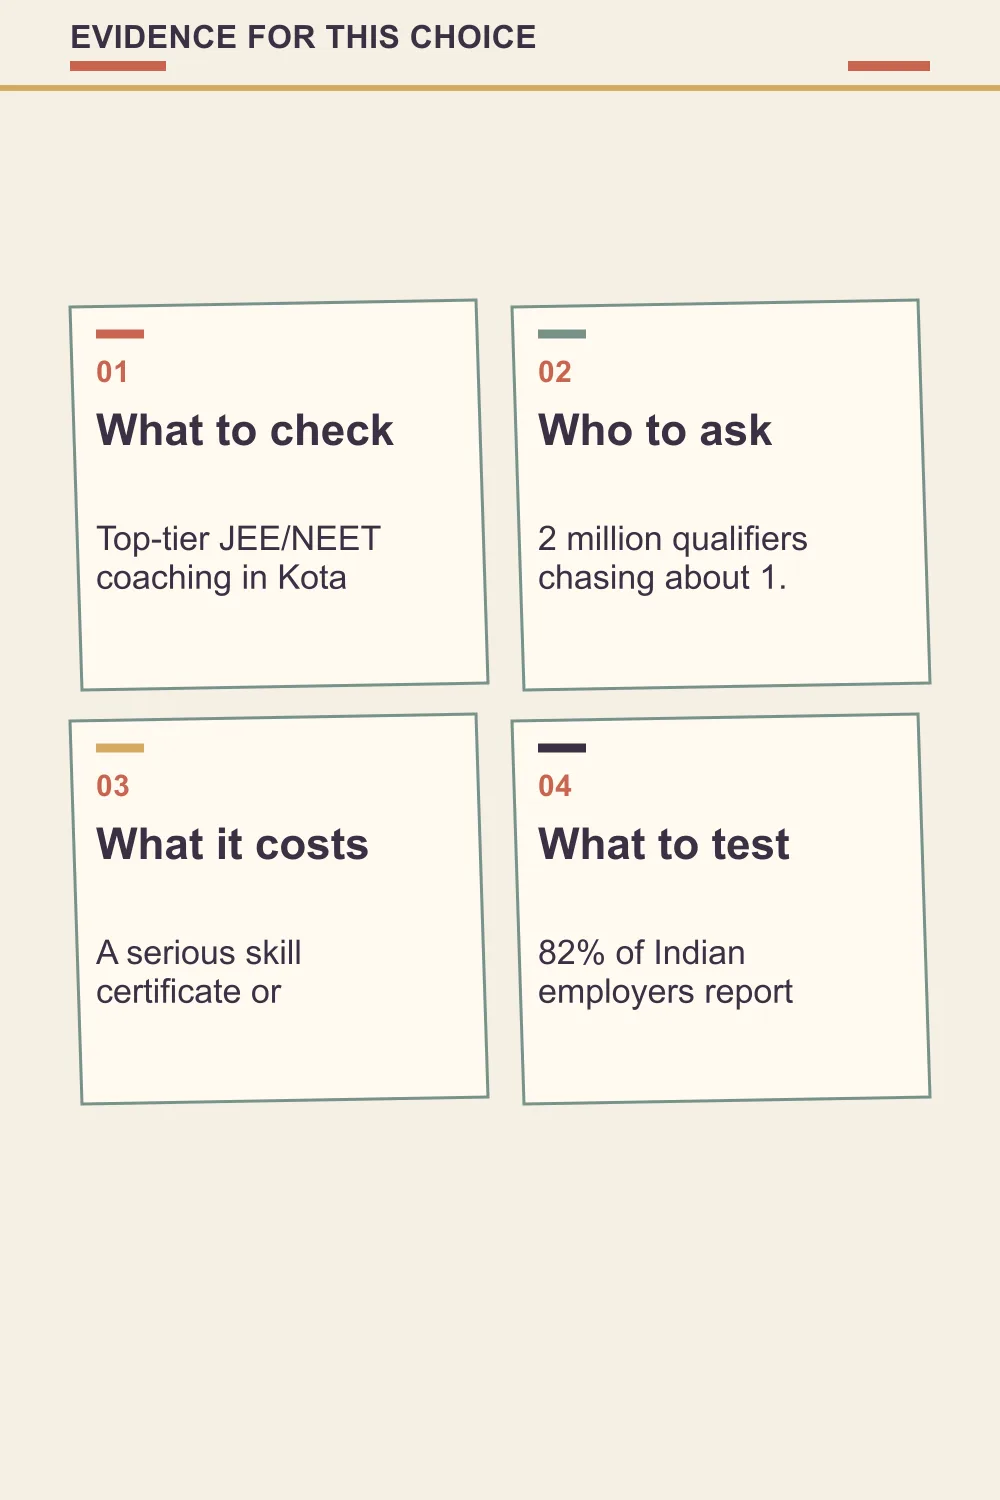 EVIDENCE FOR THIS CHOICE
01
What to check
Top-tier JEE/NEET
coaching in Kota
02
Who to ask
2 million qualifiers
chasing about 1.
03
What it costs
A serious skill
certificate or
04
What to test
82% of Indian
employers report